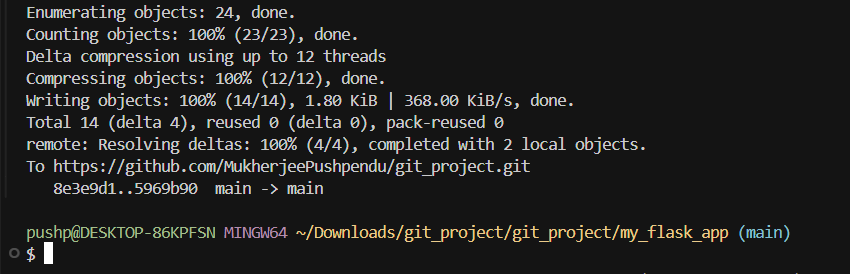 Enumerating objects: 24, done.
Counting objects: 100% (23/23), done.
Delta compression using up to 12 threads
Compressing objects: 100% (12/12), done.
Writing objects: 100% (14/14), 1.80 KiB | 368.00 KiB/s, done.
Total 14 (delta 4), reused 0 (delta 0), pack-reused 0
remote: Resolving deltas: 100% (4/4), completed with 2 local objects.
To https://github.com/MukherjeePushpendu/git_project.git
   8e3e9d1..5969b90  main -> main
pushp@DESKTOP-86KPFSN MINGW64 ~/Downloads/git_project/git_project/my_flask_app (main)
$